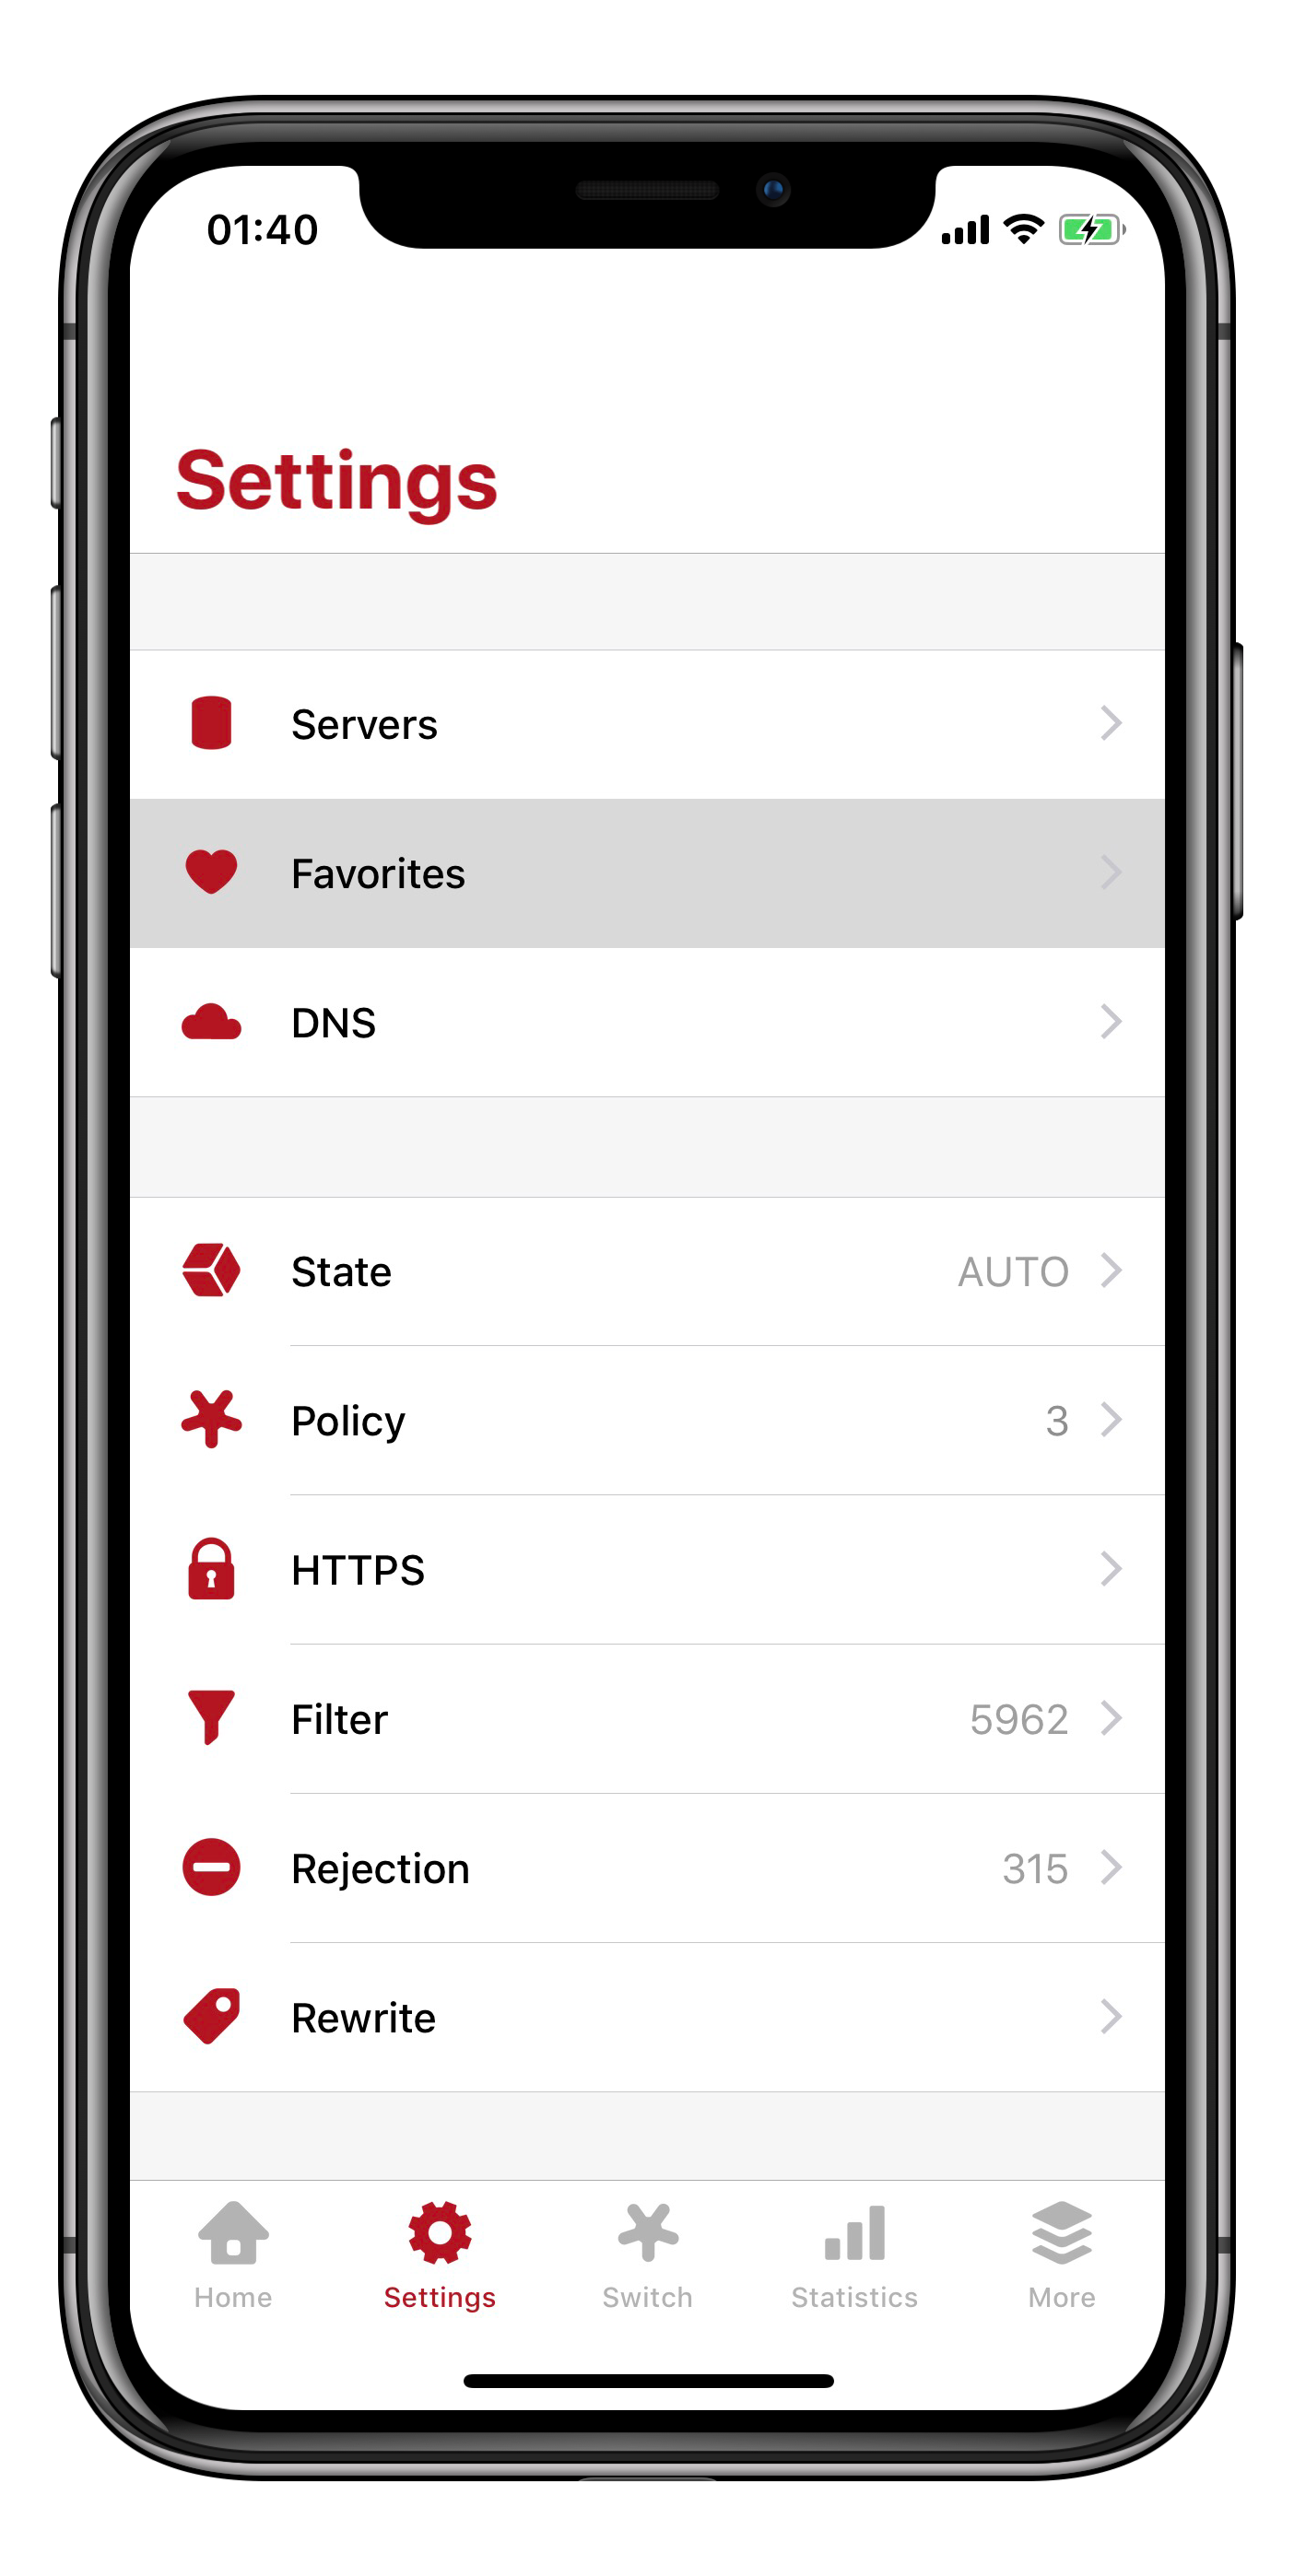 01:40
Settings
Servers
Favorites
DNS
State AUTO
Policy 3
HTTPS
Filter 5962
Rejection 315
Rewrite
Home Settings Switch Statistics More